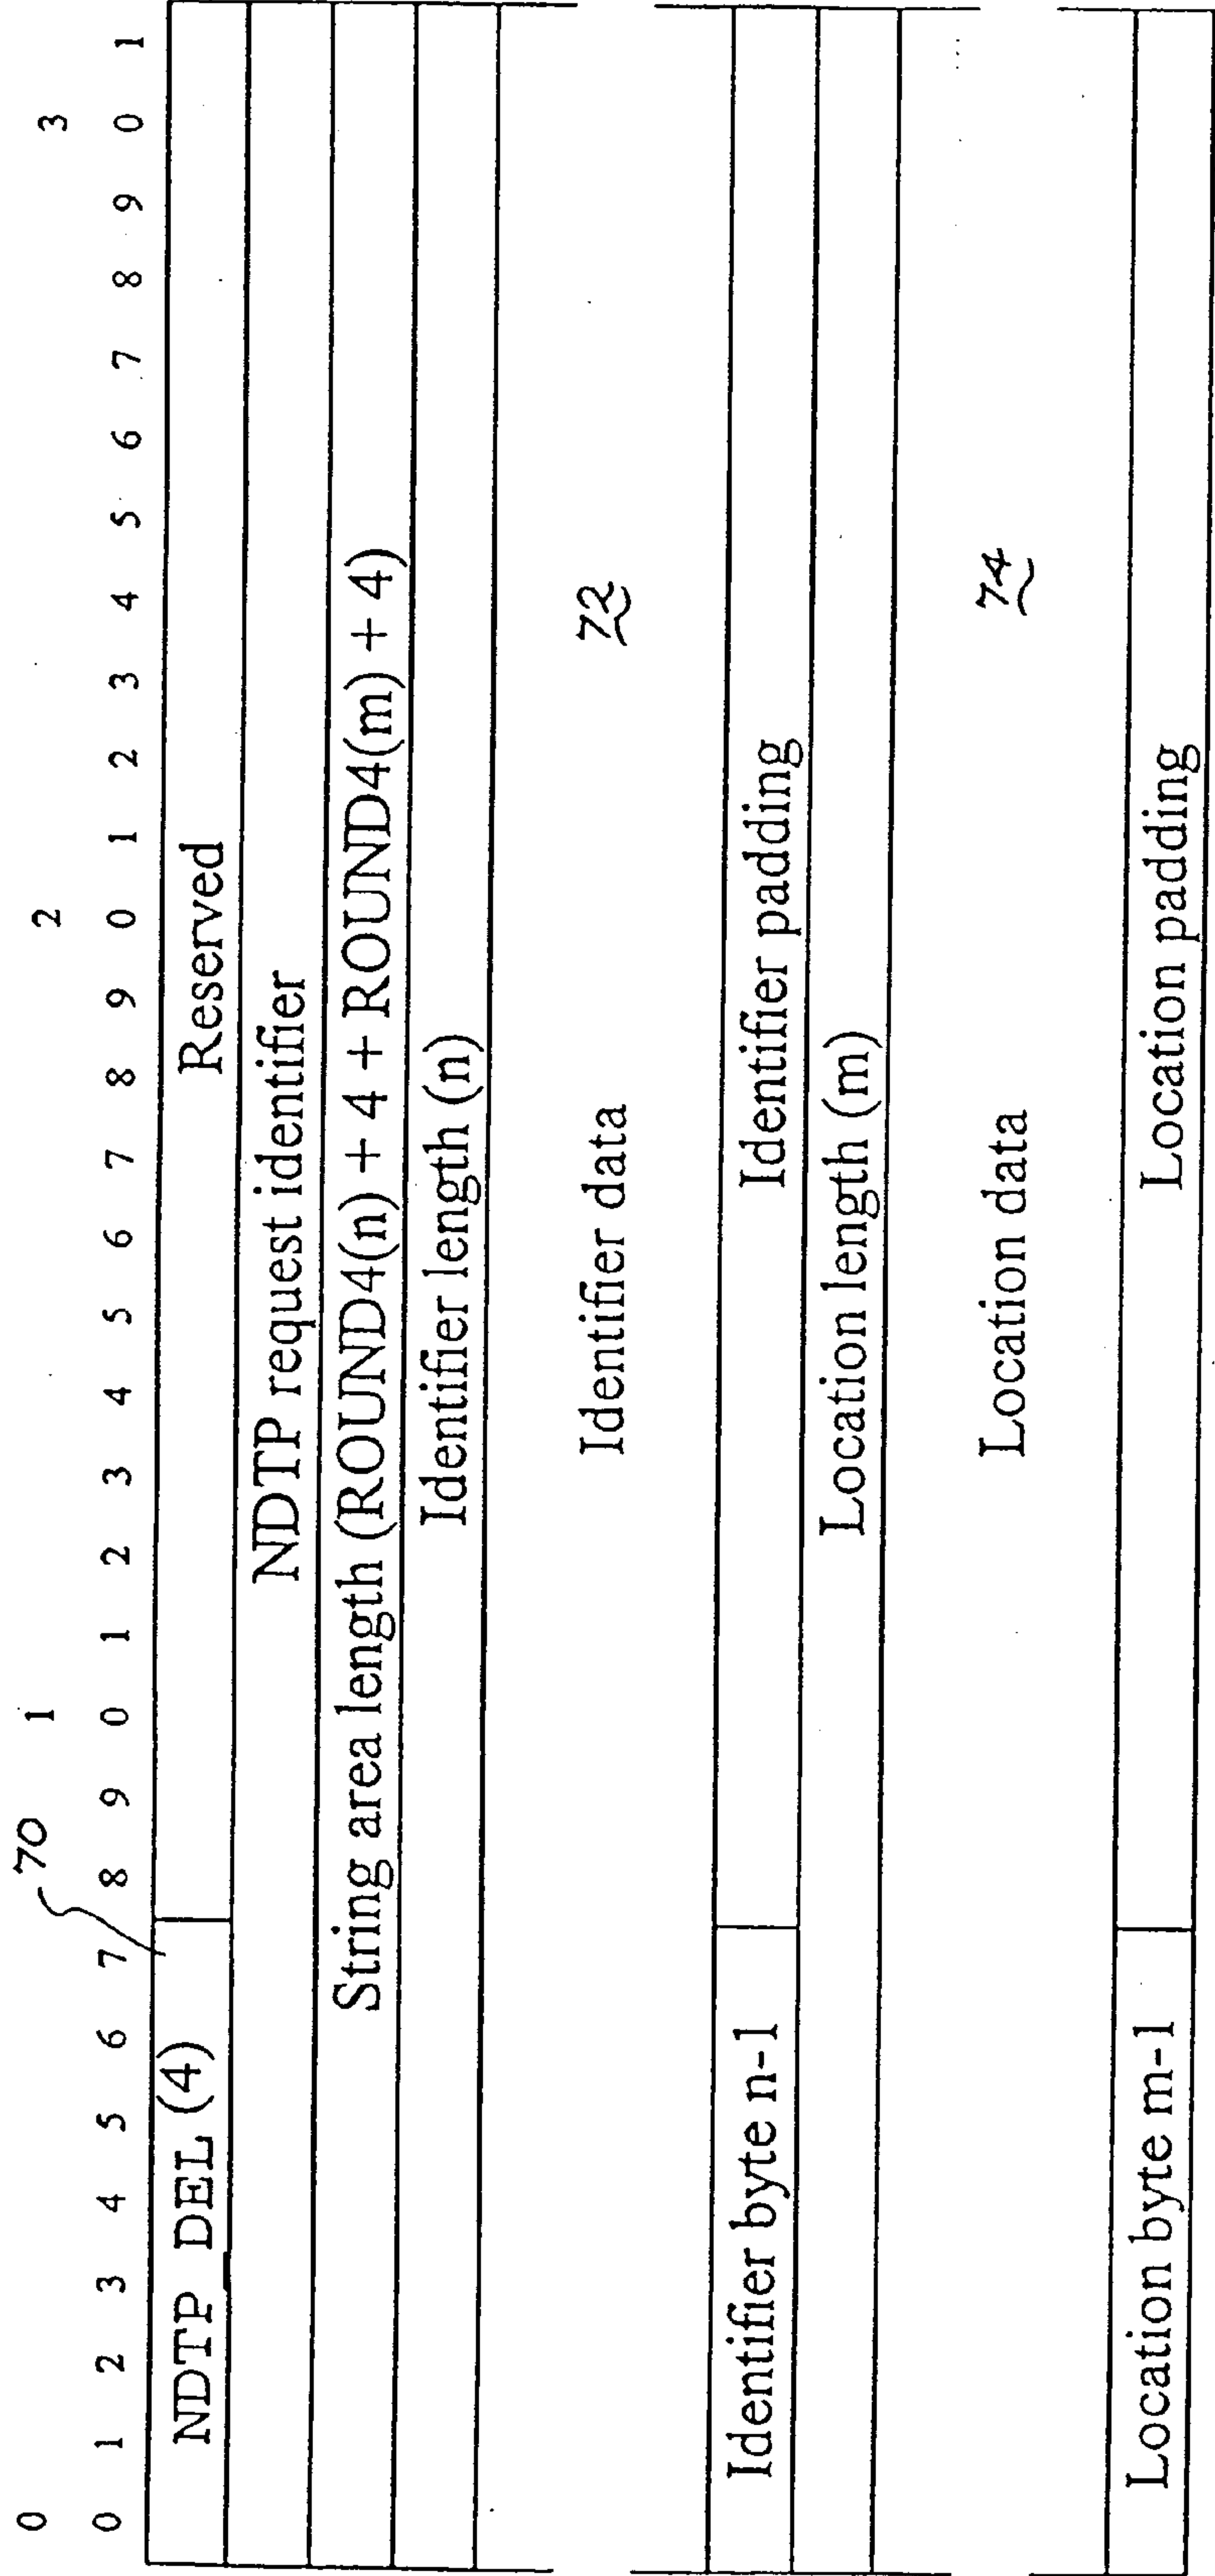 0 1 2 3
70
0 1 2 3 4 5 6 7 8 9 0 1 2 3 4 5 6 7 8 9 0 1 2 3 4 5 6 7 8 9 0 1
NDTP DEL (4) Reserved
NDTP request identifier
String area length (ROUND4(n) + 4 + ROUND4(m) + 4)
Identifier length (n)
Identifier data 72
Identifier byte n-1 Identifier padding
Location length (m)
Location data 74
Location byte m-1 Location padding